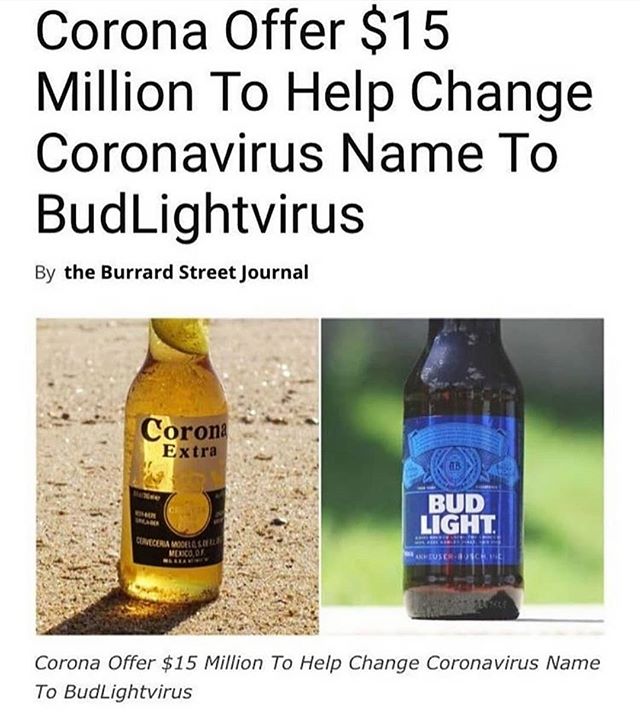 Corona Offer $15
Million To Help Change
Coronavirus Name To
BudLightvirus
By the Burrard Street Journal
Corona
Extra
CERVECERIA MODELO, S. DE R.L.
MEXICO, D.F.
AB
BUD
LIGHT
ANHEUSER-BUSCH, INC.
Corona Offer $15 Million To Help Change Coronavirus Name
To BudLightvirus